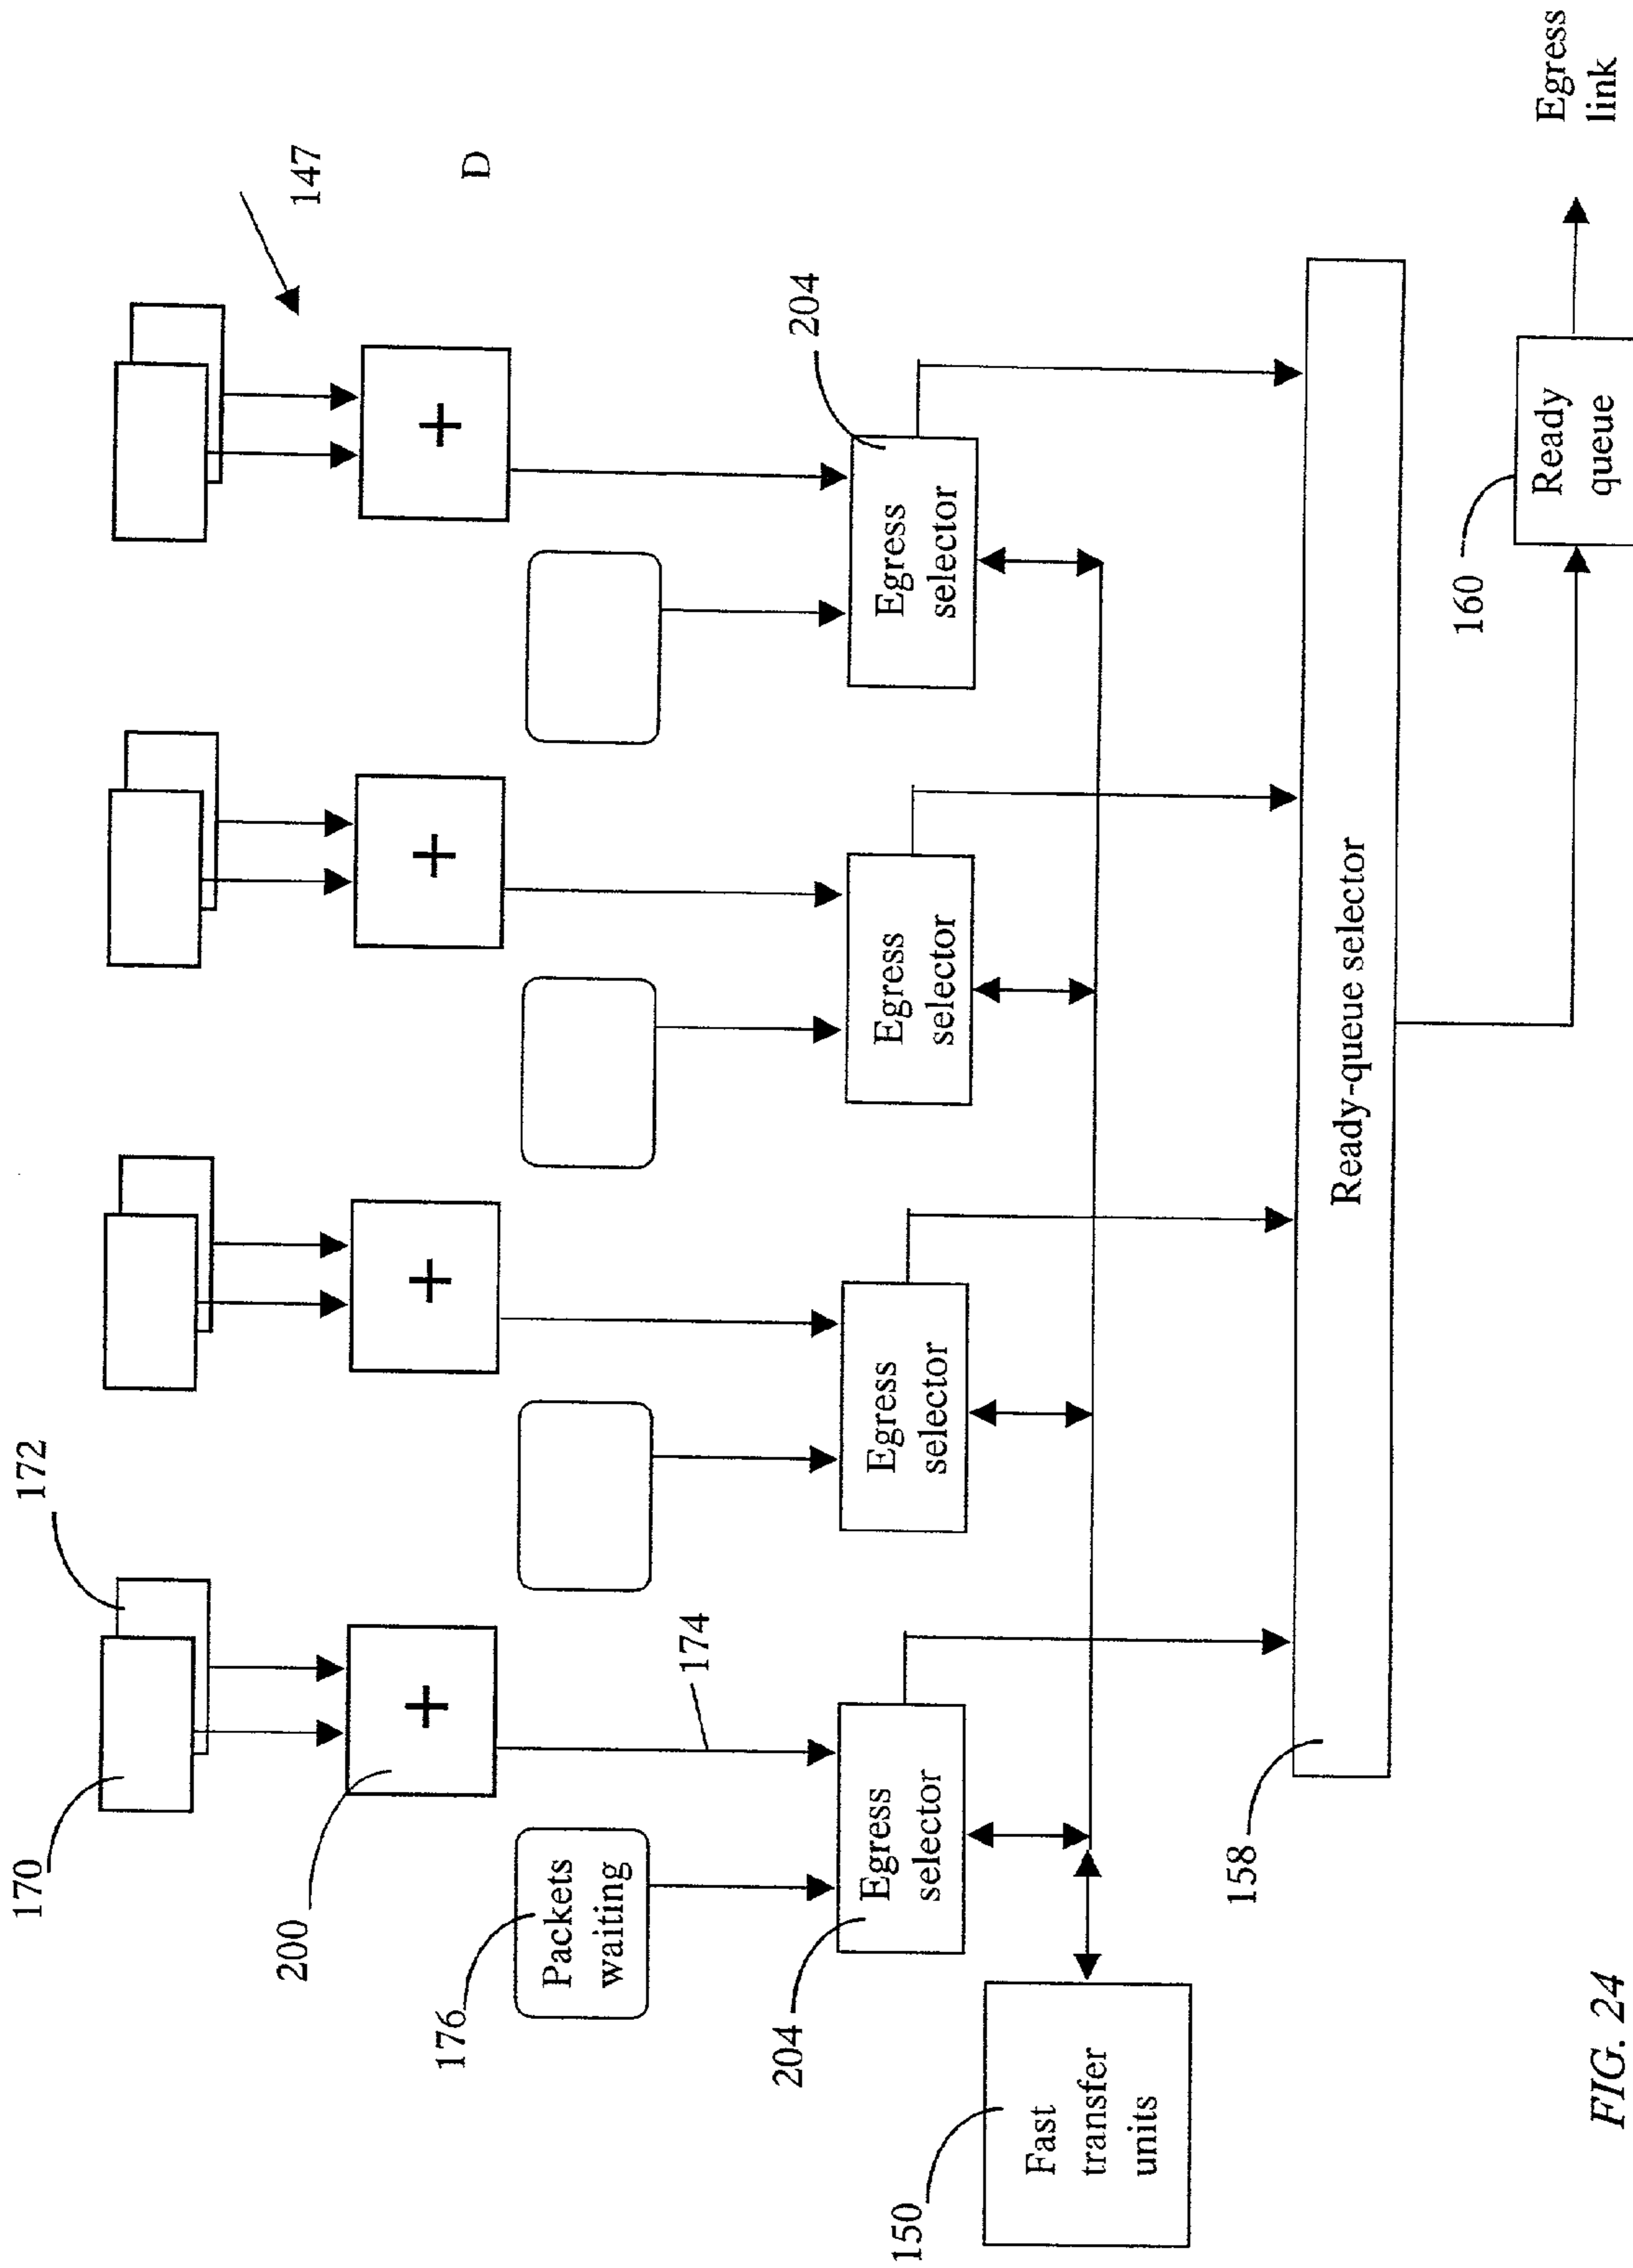 170
172
200
147
176
D
Packets
waiting
174
204
204
Egress
selector
Egress
selector
Egress
selector
Egress
selector
150
Fast
transfer
units
158
Ready-queue selector
160
Ready
queue
Egress
link
FIG. 24